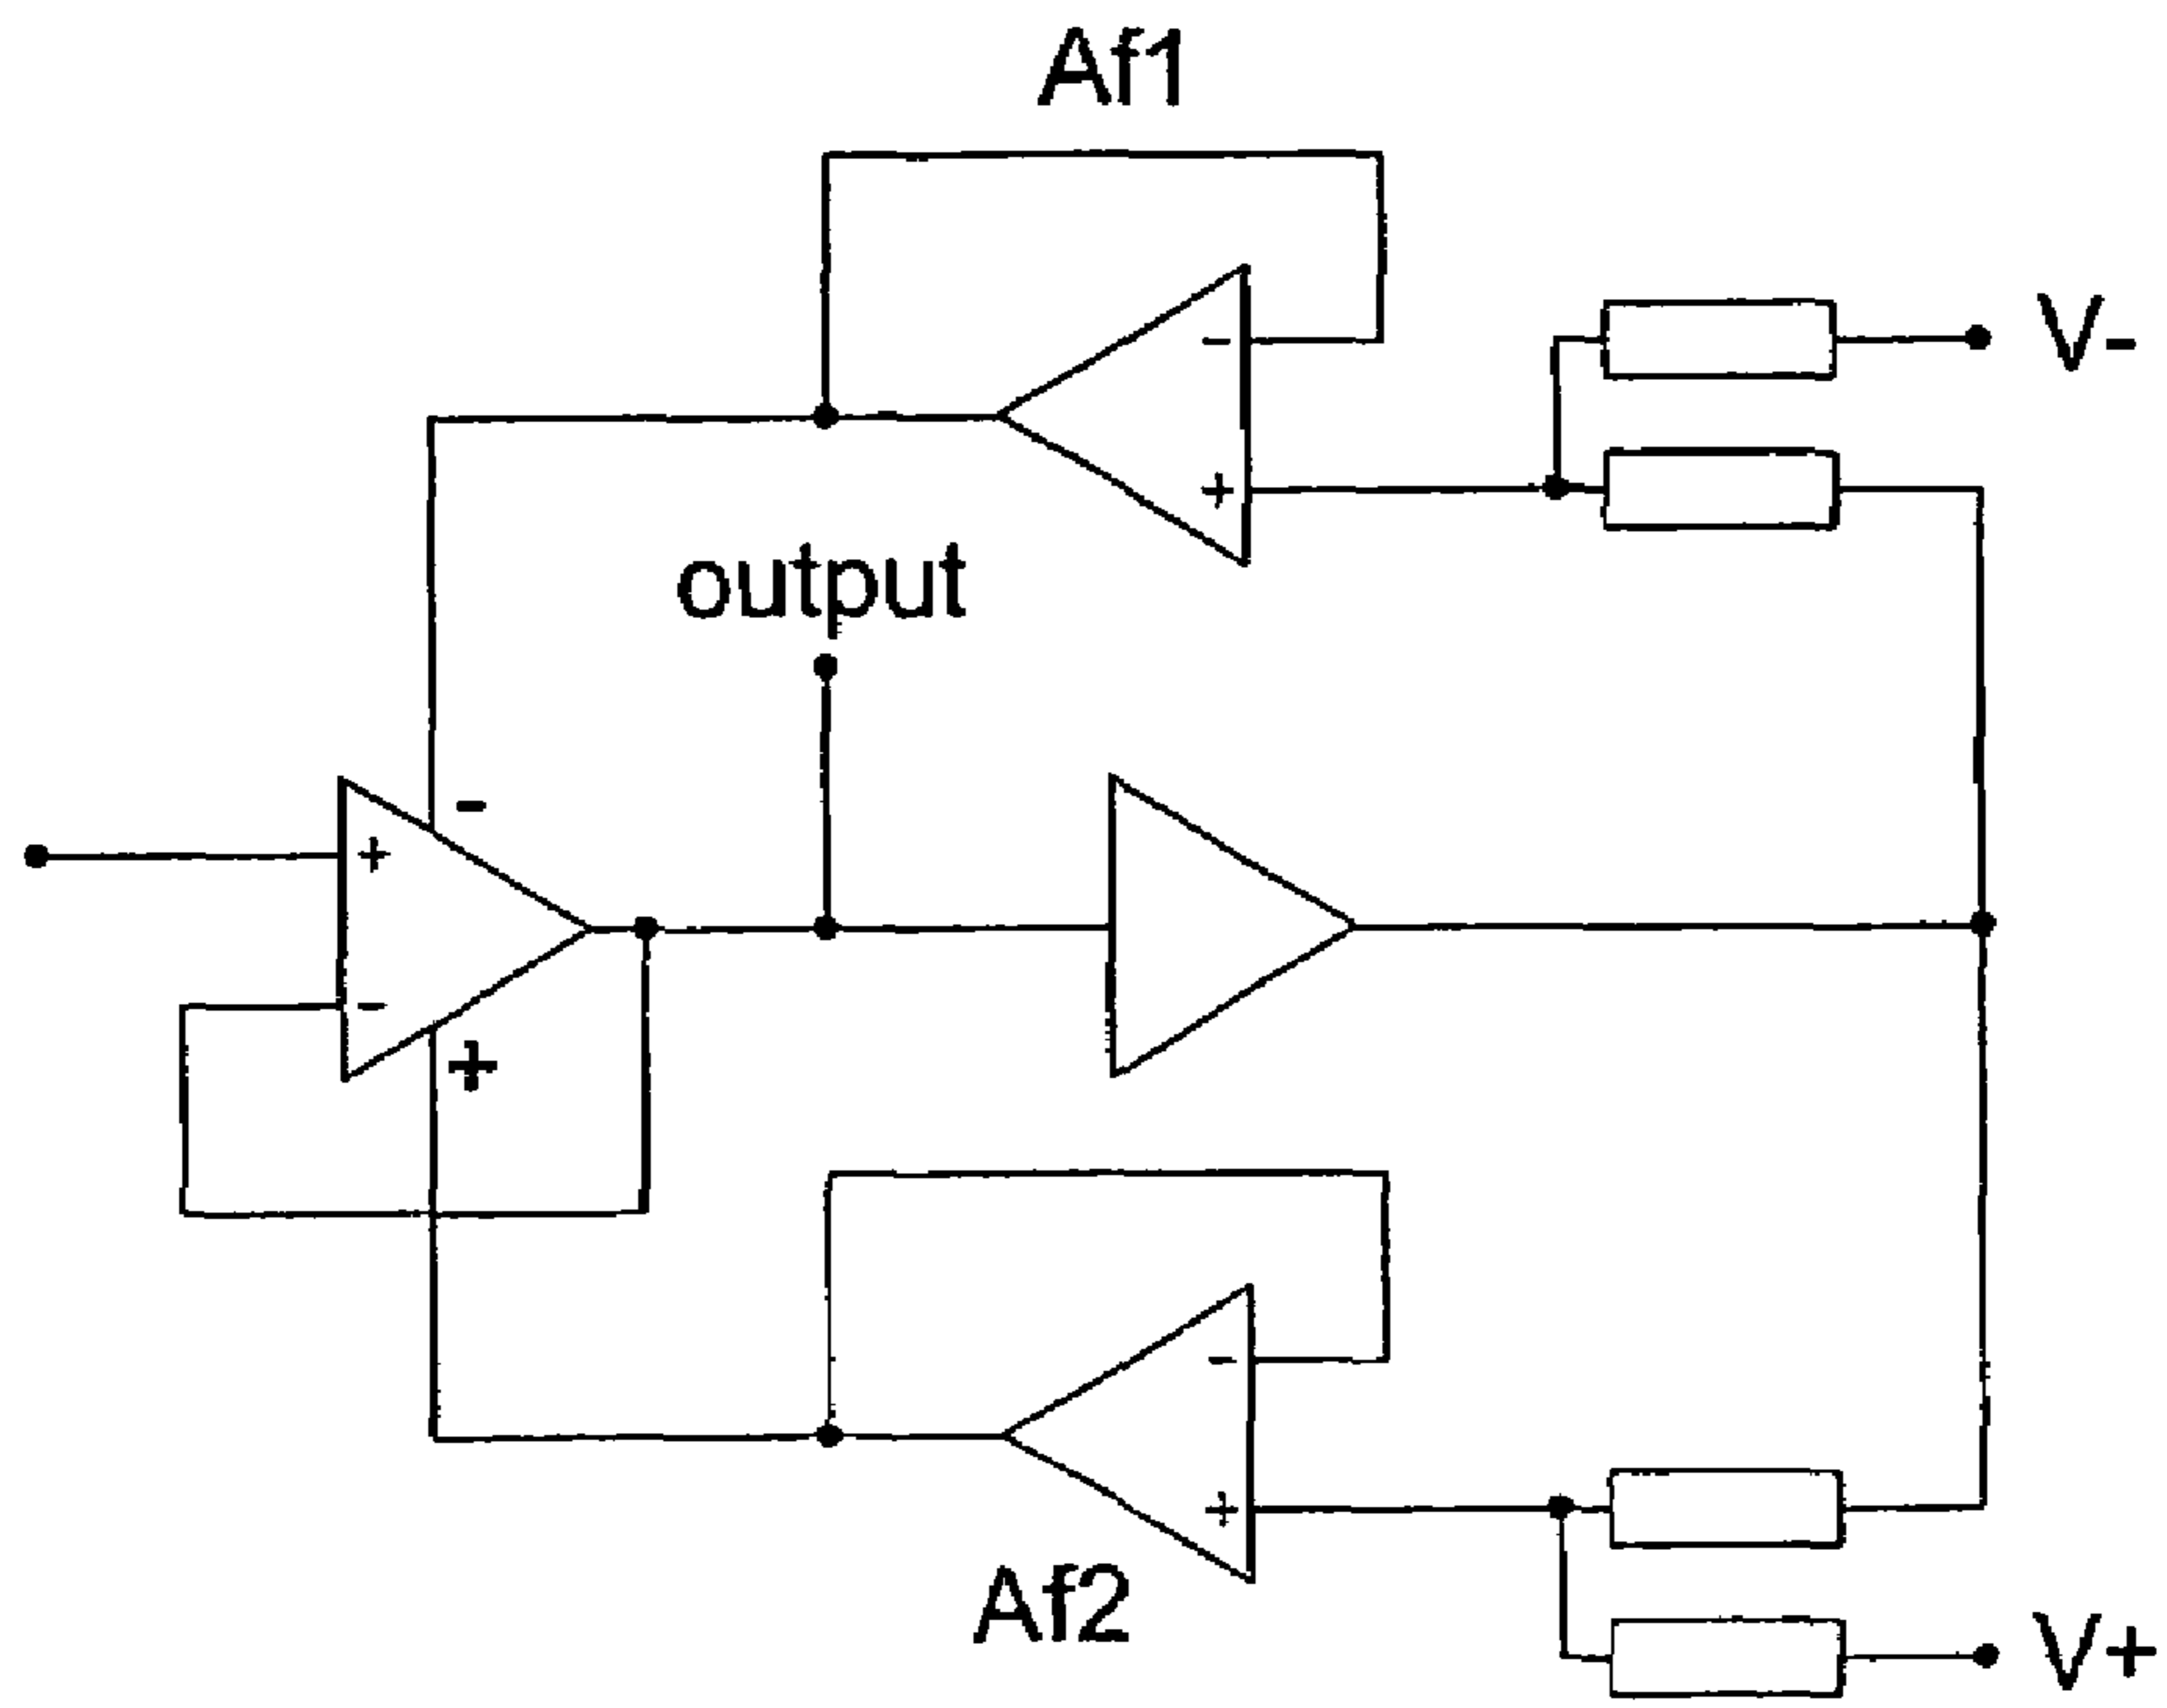 Af1
-
V-
+
output
-
+
-
+
-
+
Af2
V+